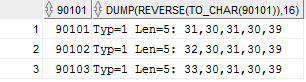 90101 DUMP(REVERSE(TO_CHAR(90101)),16)
1 90101 Typ=1 Len=5: 31,30,31,30,39
2 90102 Typ=1 Len=5: 32,30,31,30,39
3 90103 Typ=1 Len=5: 33,30,31,30,39